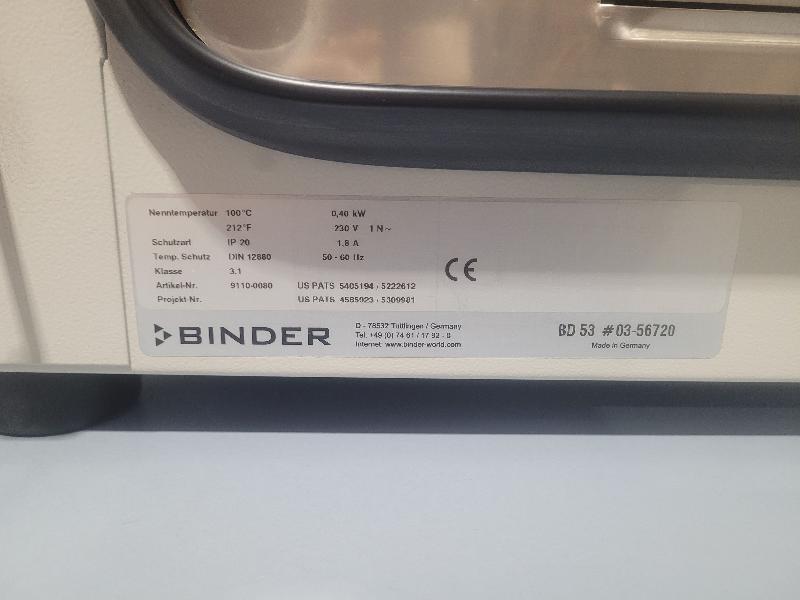 Nenntemperatur 100°C 0,40 kW
212°F 230 V 1 N ~
Schutzart IP 20 1,8 A
Temp. Schutz DIN 12880 50 - 60 Hz
Klasse 3.1
Artikel-Nr. 9110-0080 US PATS 5405194 / 5222612
Projekt-Nr. US PATS 4585923 / 5309981
CE
BINDER
D - 78532 Tuttlingen / Germany
Tel. +49 (0) 74 61 / 17 92 - 0
Internet: www.binder-world.com
BD 53 #03-56720
Made in Germany